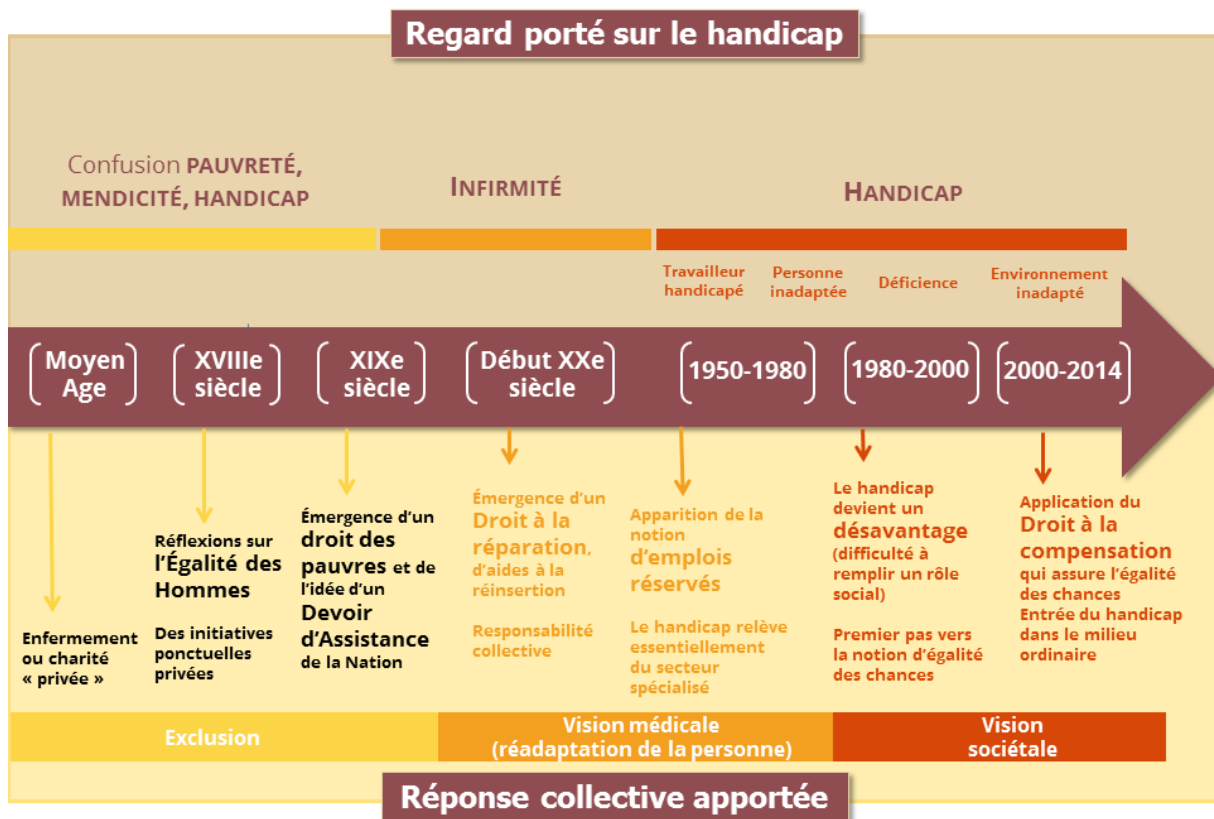 Regard porté sur le handicap
Confusion PAUVRETÉ,
MENDICITÉ, HANDICAP
INFIRMITÉ
HANDICAP
Travailleur
handicapé
Personne
inadaptée
Déficience
Environnement
inadapté
Moyen
Age
XVIIIe
siècle
XIXe
siècle
Début XXe
siècle
1950-1980
1980-2000
2000-2014
Enfermement
ou charité
« privée »
Réflexions sur
l'Égalité des
Hommes
Des initiatives
ponctuelles
privées
Émergence d'un
droit des
pauvres et de
l'idée d'un
Devoir
d'Assistance
de la Nation
Émergence d'un
Droit à la
réparation,
d'aides à la
réinsertion
Responsabilité
collective
Apparition de la
notion
d'emplois
réservés
Le handicap relève
essentiellement
du secteur
spécialisé
Le handicap
devient un
désavantage
(difficulté à
remplir un rôle
social)
Premier pas vers
la notion d'égalité
des chances
Application du
Droit à la
compensation
qui assure l'égalité
des chances
Entrée du handicap
dans le milieu
ordinaire
Exclusion
Vision médicale
(réadaptation de la personne)
Vision
sociétale
Réponse collective apportée